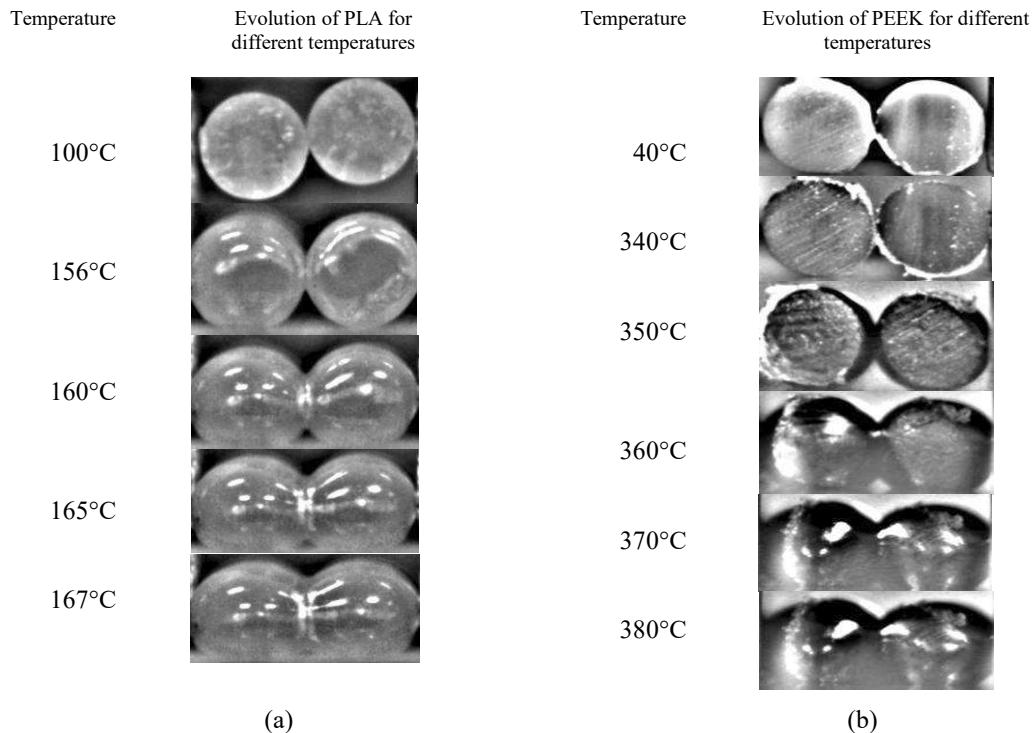 Temperature
Evolution of PLA for
different temperatures
100°C
156°C
160°C
165°C
167°C
(a)
Temperature
Evolution of PEEK for different
temperatures
40°C
340°C
350°C
360°C
370°C
380°C
(b)